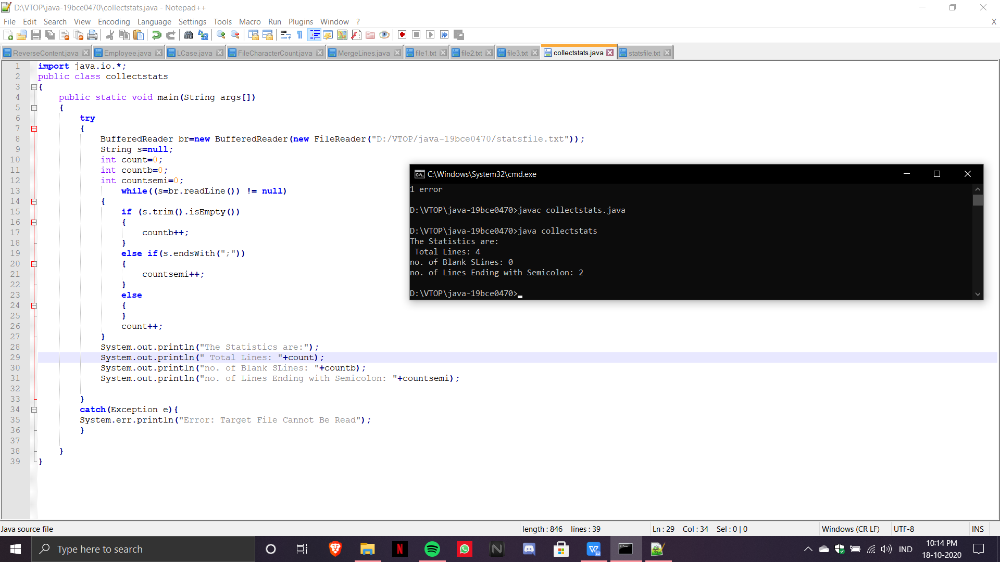 D:\VTOP\java-19bce0470\collectstats.java - Notepad++
File Edit Search View Encoding Language Settings Tools Macro Run Plugins Window ? X
ReverseContent.java Employee.java LCase.java FileCharacterCount.java MergeLines.java file1.txt file2.txt file3.txt collectstats.java statsfile.txt
1 import java.io.*;
2 public class collectstats
3 {
4 public static void main(String args[])
5 {
6 try
7 {
8 BufferedReader br=new BufferedReader(new FileReader("D:/VTOP/java-19bce0470/statsfile.txt"));
9 String s=null;
10 int count=0;
11 int countb=0;
12 int countsemi=0;
13 while((s=br.readLine()) != null)
14 {
15 if (s.trim().isEmpty())
16 {
17 countb++;
18 }
19 else if(s.endsWith(";"))
20 {
21 countsemi++;
22 }
23 else
24 {
25 }
26 count++;
27 }
28 System.out.println("The Statistics are:");
29 System.out.println(" Total Lines: "+count);
30 System.out.println("no. of Blank SLines: "+countb);
31 System.out.println("no. of Lines Ending with Semicolon: "+countsemi);
32
33 }
34 catch(Exception e){
35 System.err.println("Error: Target File Cannot Be Read");
36 }
37
38 }
39 }
C:\Windows\System32\cmd.exe
1 error
D:\VTOP\java-19bce0470>javac collectstats.java
D:\VTOP\java-19bce0470>java collectstats
The Statistics are:
 Total Lines: 4
no. of Blank SLines: 0
no. of Lines Ending with Semicolon: 2
D:\VTOP\java-19bce0470>
Java source file length : 846 lines : 39 Ln : 29 Col : 34 Sel : 0 | 0 Windows (CR LF) UTF-8 INS
Type here to search IND 10:14 PM
18-10-2020